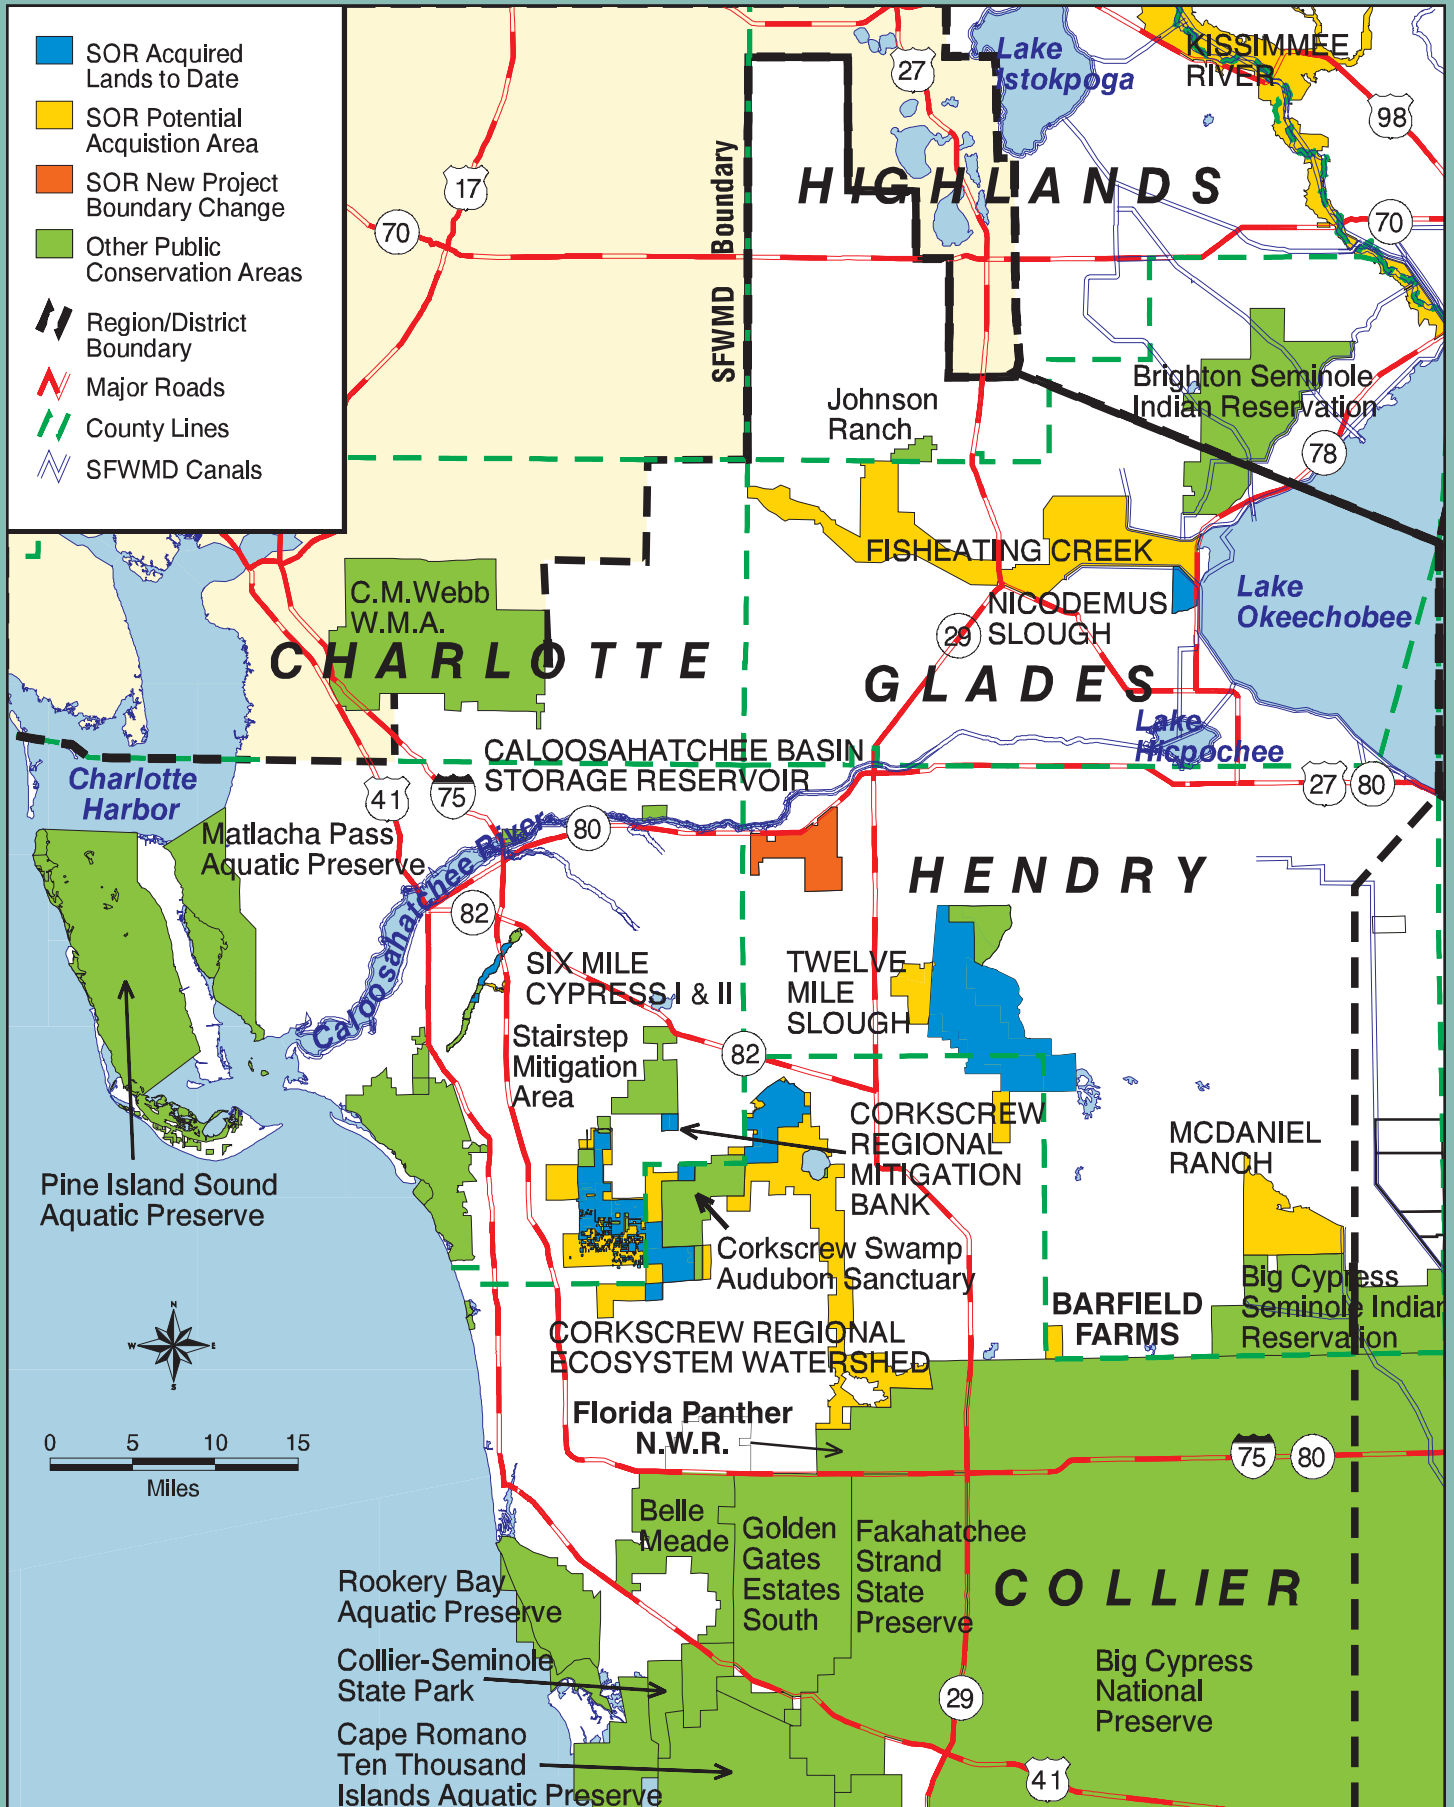 SOR Acquired
Lands to Date
SOR Potential
Acquistion Area
SOR New Project
Boundary Change
Other Public
Conservation Areas
Region/District
Boundary
Major Roads
County Lines
SFWMD Canals
27
Lake
Istokpoga
KISSIMMEE
RIVER
98
17
70
SFWMD Boundary
HIGHLANDS
70
Johnson
Ranch
Brighton Seminole
Indian Reservation
78
FISHEATING CREEK
C.M.Webb
W.M.A.
NICODEMUS
SLOUGH
29
Lake
Okeechobee
CHARLOTTE
GLADES
Lake
Hicpochee
Charlotte
Harbor
41
75
CALOOSAHATCHEE BASIN
STORAGE RESERVOIR
27
80
Matlacha Pass
Aquatic Preserve
80
Caloosahatchee River
HENDRY
82
SIX MILE
CYPRESS I & II
TWELVE
MILE
SLOUGH
Stairstep
Mitigation
Area
82
CORKSCREW
REGIONAL
MITIGATION
BANK
MCDANIEL
RANCH
Pine Island Sound
Aquatic Preserve
Corkscrew Swamp
Audubon Sanctuary
Big Cypress
Seminole Indian
Reservation
BARFIELD
FARMS
N
W
E
S
CORKSCREW REGIONAL
ECOSYSTEM WATERSHED
Florida Panther
N.W.R.
0 5 10 15
Miles
75
80
Belle
Meade
Golden
Gates
Estates
South
Fakahatchee
Strand
State
Preserve
COLLIER
Rookery Bay
Aquatic Preserve
Collier-Seminole
State Park
29
Big Cypress
National
Preserve
Cape Romano
Ten Thousand
Islands Aquatic Preserve
41